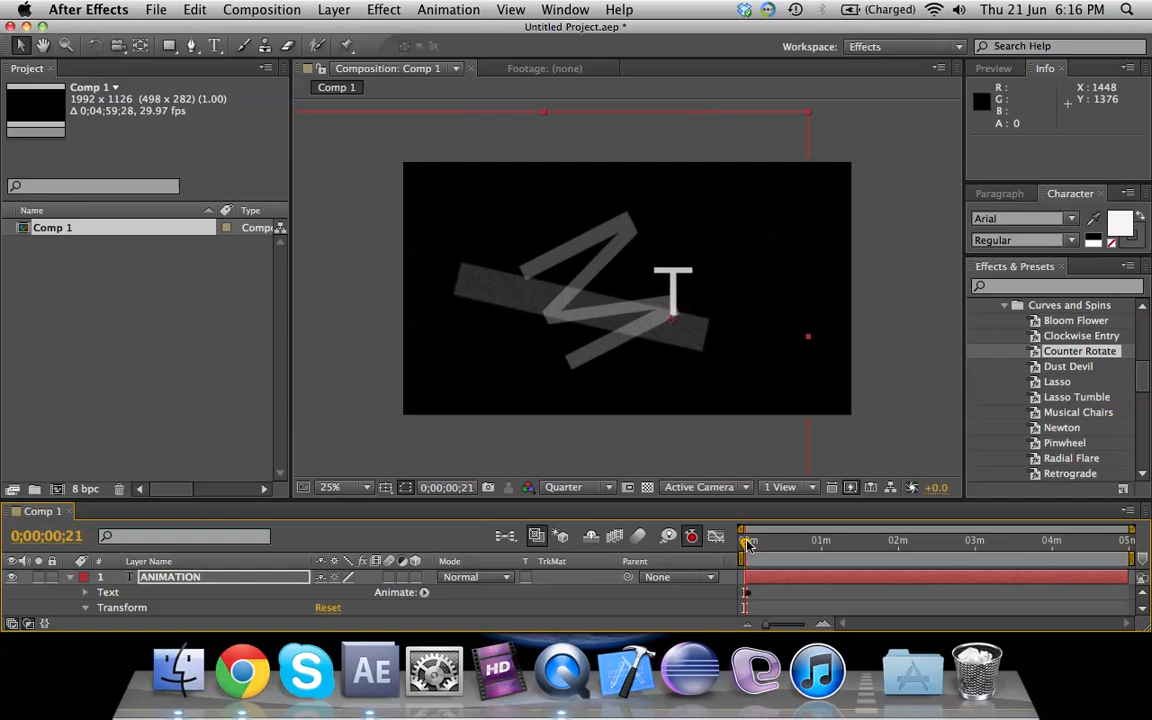 After Effects File Edit Composition Layer Effect Animation View Window Help (Charged) Thu 21 Jun 6:16 PM
Untitled Project.aep *
Workspace: Effects Search Help
Project Composition: Comp 1 Footage: (none) Preview Info
Comp 1
Comp 1
1992 x 1126 (498 x 282) (1.00)
Δ 0;04;59;28, 29.97 fps
R :
G :
B :
A : 0
X : 1448
Y : 1376
Paragraph Character
Arial
Regular
Name Type
Comp 1 Compo
T
Effects & Presets
Curves and Spins
Bloom Flower
Clockwise Entry
Counter Rotate
Dust Devil
Lasso
Lasso Tumble
Musical Chairs
Newton
Pinwheel
Radial Flare
Retrograde
8 bpc 25% 0;00;00;21 Quarter Active Camera 1 View +0.0
Comp 1
0;00;00;21
01m 02m 03m 04m 05m
# Layer Name Mode T TrkMat Parent
1 T ANIMATION Normal None
Text Animate:
Transform Reset
AE HD